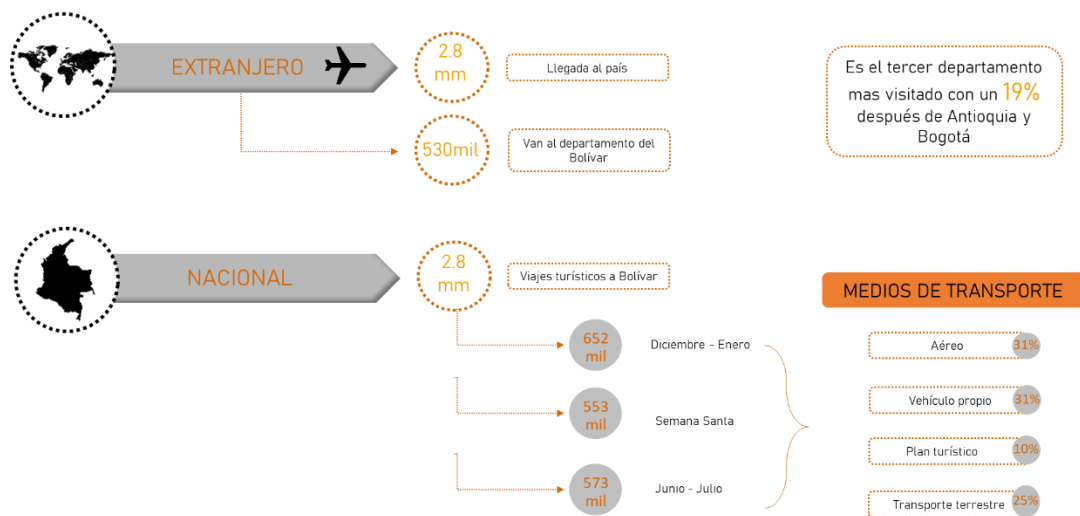 EXTRANJERO
2.8
mm
Llegada al país
530mil
Van al departamento del
Bolívar
Es el tercer departamento
mas visitado con un 19%
después de Antioquia y
Bogotá
NACIONAL
2.8
mm
Viajes turísticos a Bolívar
652
mil
Diciembre - Enero
553
mil
Semana Santa
573
mil
Junio - Julio
MEDIOS DE TRANSPORTE
Aéreo 31%
Vehículo propio 31%
Plan turístico 10%
Transporte terrestre 25%